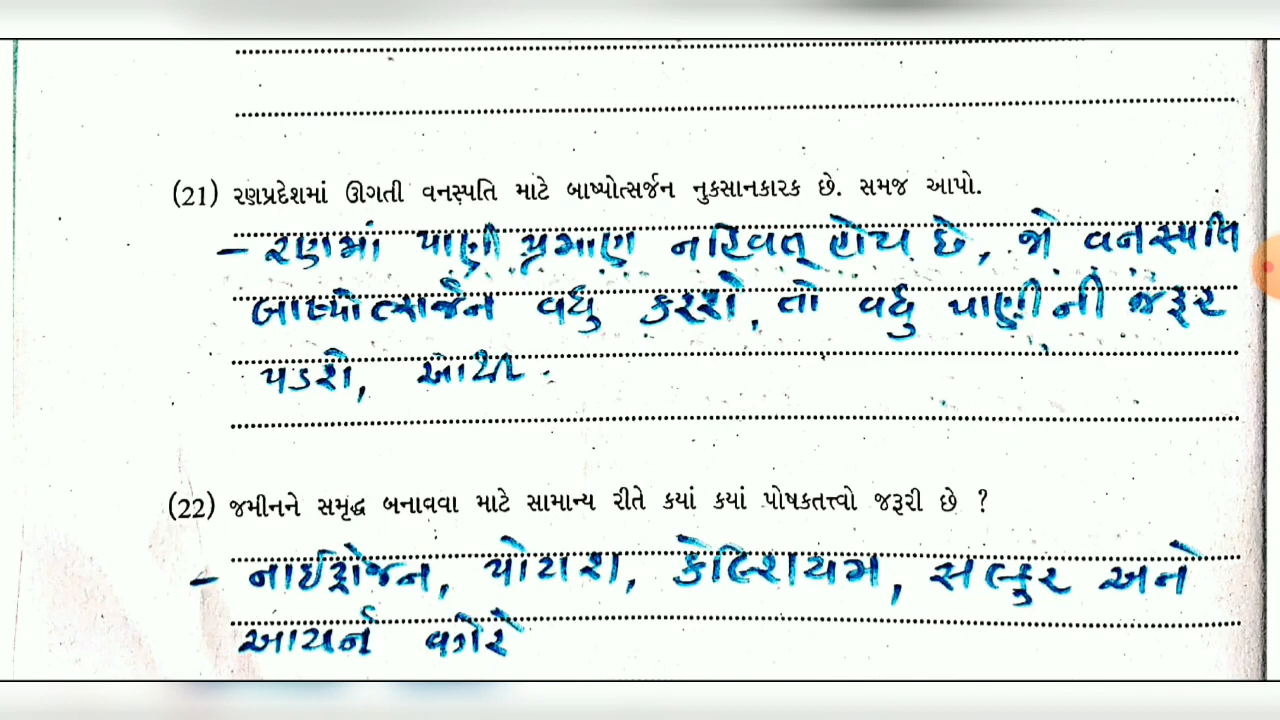 (21) રણપ્રદેશમાં ઊગતી વનસ્પતિ માટે બાષ્પોત્સર્જન નુકસાનકારક છે. સમજ આપો.
– રણમાં પાણી પ્રમાણ નહિવત્ હોય છે, જો વનસ્પતિ
બાષ્પોત્સર્જન વધુ કરશે, તો વધુ પાણીની જરૂર
પડશે, આથી.
(22) જમીનને સમૃદ્ધ બનાવવા માટે સામાન્ય રીતે કયાં કયાં પોષકતત્ત્વો જરૂરી છે ?
– નાઈટ્રોજન, પોટાશ, કેલ્શિયમ, સલ્ફર અને
આયર્ન વગેરે